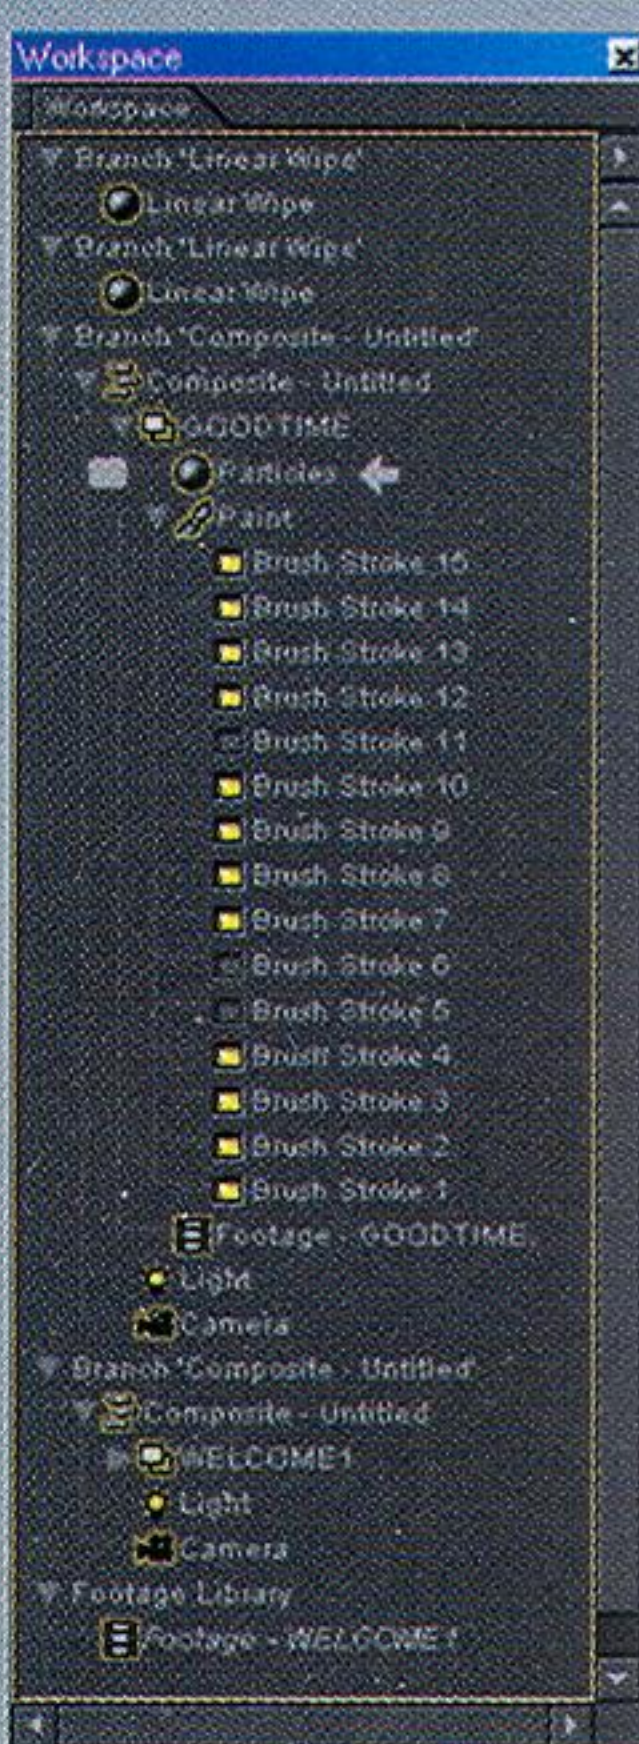 Workspace
Workspace
Branch 'Linear Wipe'
Linear Wipe
Branch 'Linear Wipe'
Linear Wipe
Branch 'Composite - Untitled'
Composite - Untitled
GOODTIME
Particles
Paint
Brush Stroke 15
Brush Stroke 14
Brush Stroke 13
Brush Stroke 12
Brush Stroke 11
Brush Stroke 10
Brush Stroke 9
Brush Stroke 8
Brush Stroke 7
Brush Stroke 6
Brush Stroke 5
Brush Stroke 4
Brush Stroke 3
Brush Stroke 2
Brush Stroke 1
Footage - GOODTIME
Light
Camera
Branch 'Composite - Untitled'
Composite - Untitled
WELCOME1
Light
Camera
Footage Library
Footage - WELCOME1